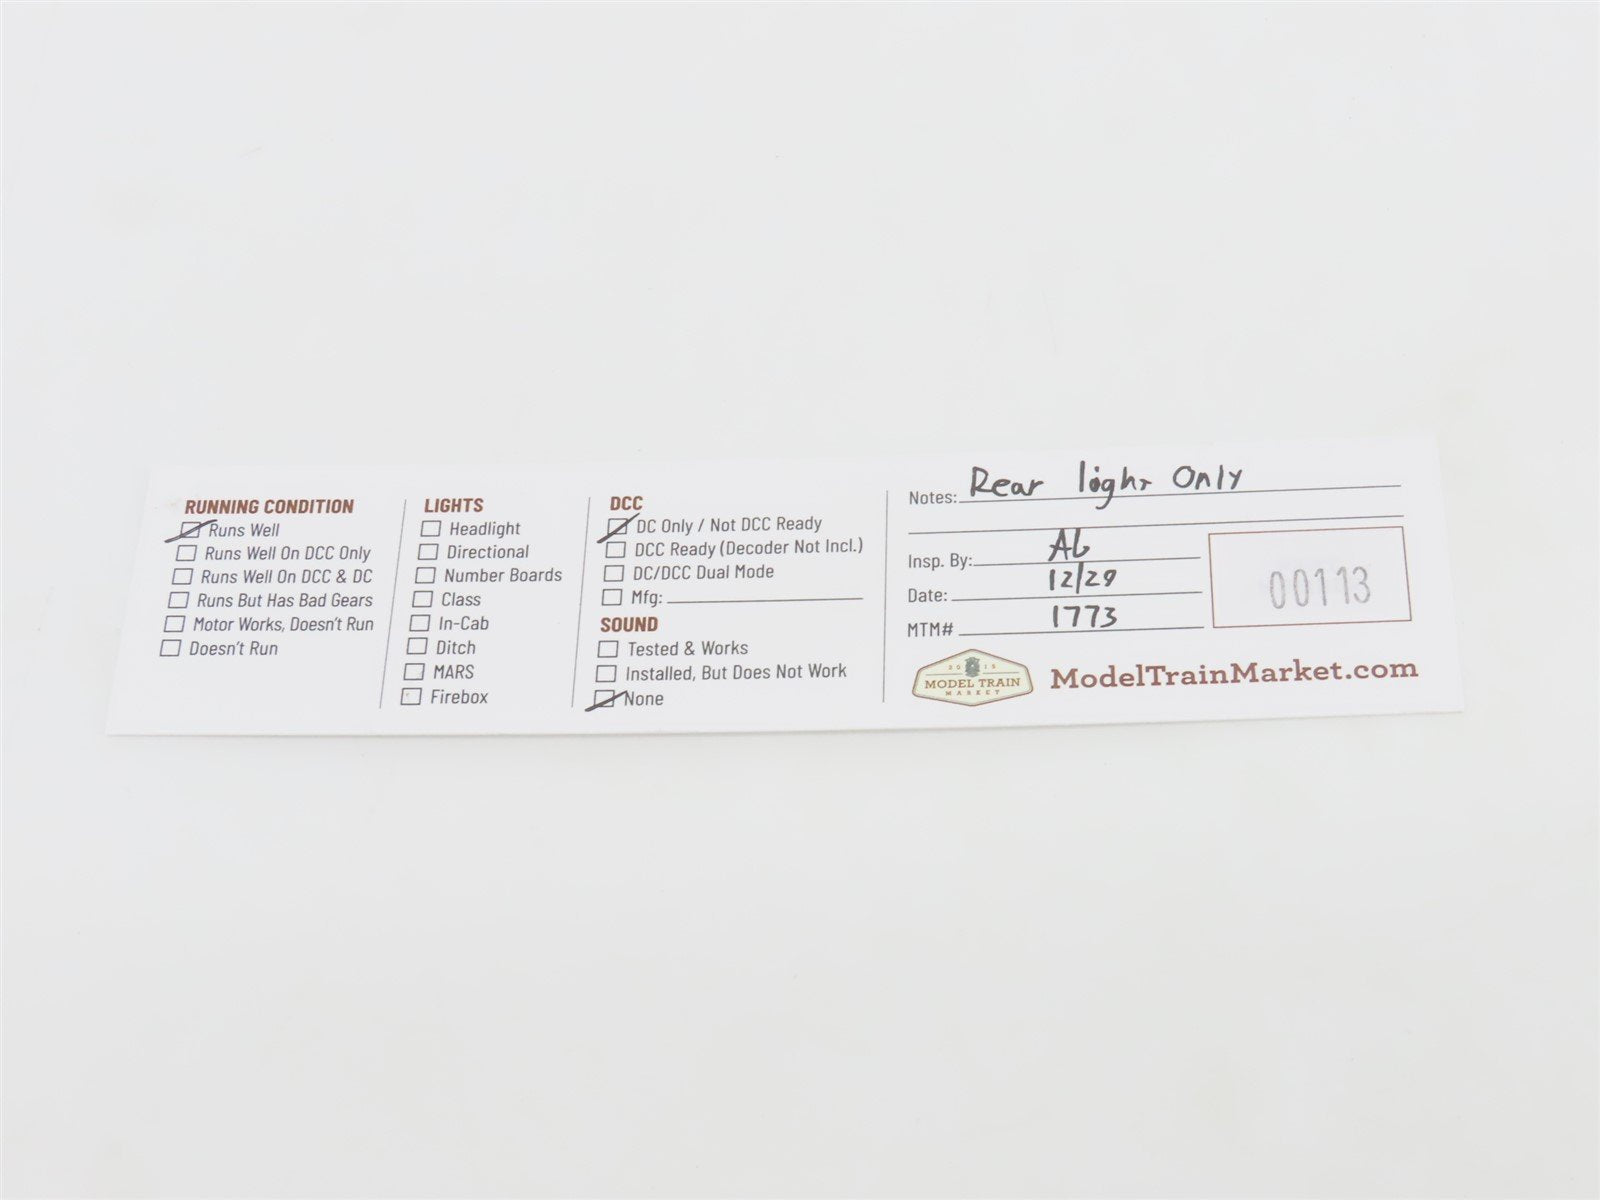 RUNNING CONDITION
Runs Well
Runs Well On DCC Only
Runs Well On DCC & DC
Runs But Has Bad Gears
Motor Works, Doesn't Run
Doesn't Run
LIGHTS
Headlight
Directional
Number Boards
Class
In-Cab
Ditch
MARS
Firebox
DCC
DC Only / Not DCC Ready
DCC Ready (Decoder Not Incl.)
DC/DCC Dual Mode
Mfg:
SOUND
Tested & Works
Installed, But Does Not Work
None
Notes: Rear light Only
Insp. By:
Date: 12/29
MTM# 1773
00113
2015
MODEL TRAIN
MARKET
ModelTrainMarket.com